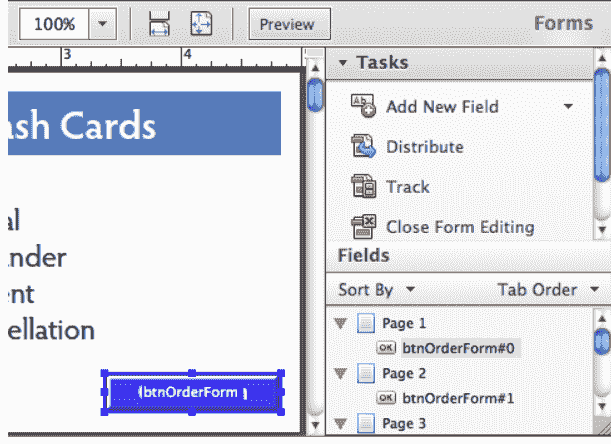 100%
Preview
Forms
3
4
Tasks
ash Cards
Add New Field
Distribute
al
Track
nder
Close Form Editing
Fields
ent
Sort By
Tab Order
ellation
Page 1
OK btnOrderForm#0
Page 2
(btnOrderForm )
OK btnOrderForm#1
Page 3